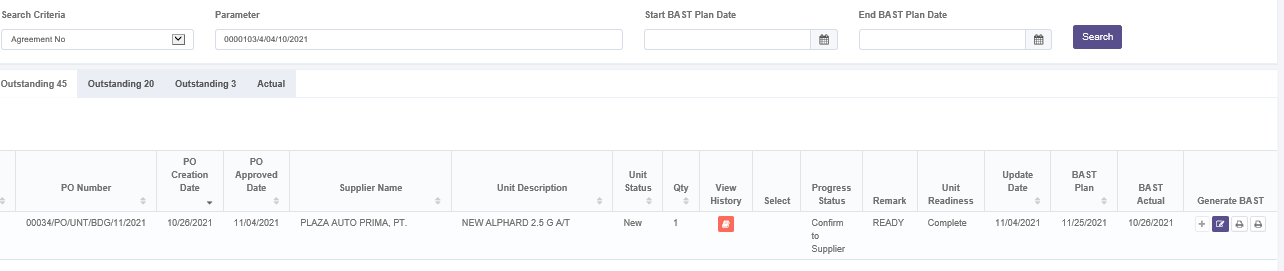 Search Criteria Parameter Start BAST Plan Date End BAST Plan Date
Agreement No 0000103/4/04/10/2021 Search
Outstanding 45 Outstanding 20 Outstanding 3 Actual
PO Number PO Creation Date PO Approved Date Supplier Name Unit Description Unit Status Qty View History Select Progress Status Remark Unit Readiness Update Date BAST Plan BAST Actual Generate BAST
00034/PO/UNT/BDG/11/2021 10/26/2021 11/04/2021 PLAZA AUTO PRIMA, PT. NEW ALPHARD 2.5 G A/T New 1 Confirm to Supplier READY Complete 11/04/2021 11/25/2021 10/26/2021